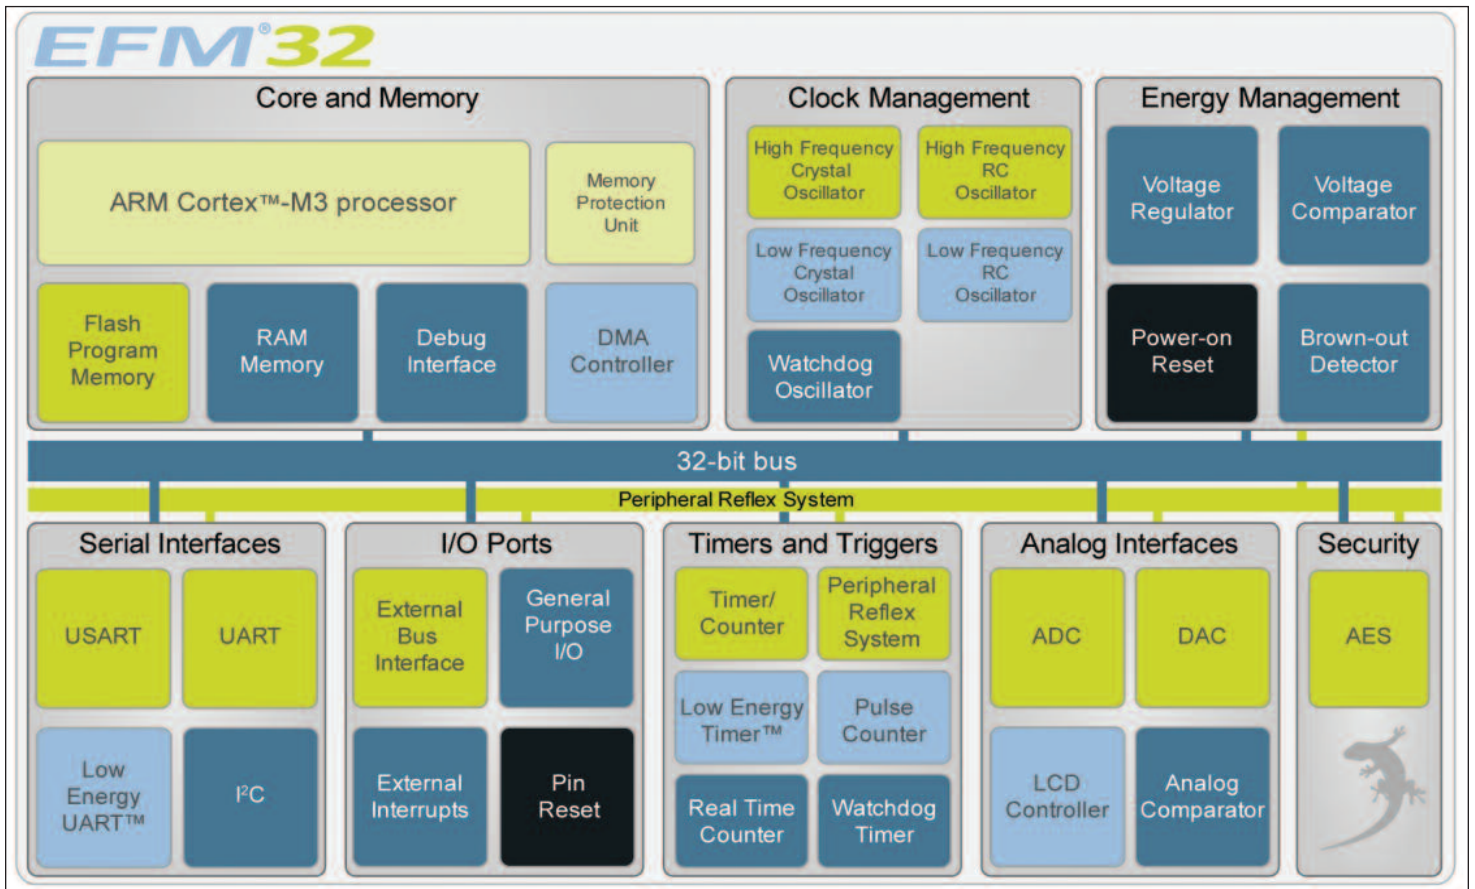 EFM®32
Core and Memory
ARM Cortex™-M3 processor
Memory
Protection
Unit
Flash
Program
Memory
RAM
Memory
Debug
Interface
DMA
Controller
Clock Management
High Frequency
Crystal
Oscillator
High Frequency
RC
Oscillator
Low Frequency
Crystal
Oscillator
Low Frequency
RC
Oscillator
Watchdog
Oscillator
Energy Management
Voltage
Regulator
Voltage
Comparator
Power-on
Reset
Brown-out
Detector
32-bit bus
Peripheral Reflex System
Serial Interfaces
USART
UART
Low
Energy
UART™
I²C
I/O Ports
External
Bus
Interface
General
Purpose
I/O
External
Interrupts
Pin
Reset
Timers and Triggers
Timer/
Counter
Peripheral
Reflex
System
Low Energy
Timer™
Pulse
Counter
Real Time
Counter
Watchdog
Timer
Analog Interfaces
ADC
DAC
LCD
Controller
Analog
Comparator
Security
AES